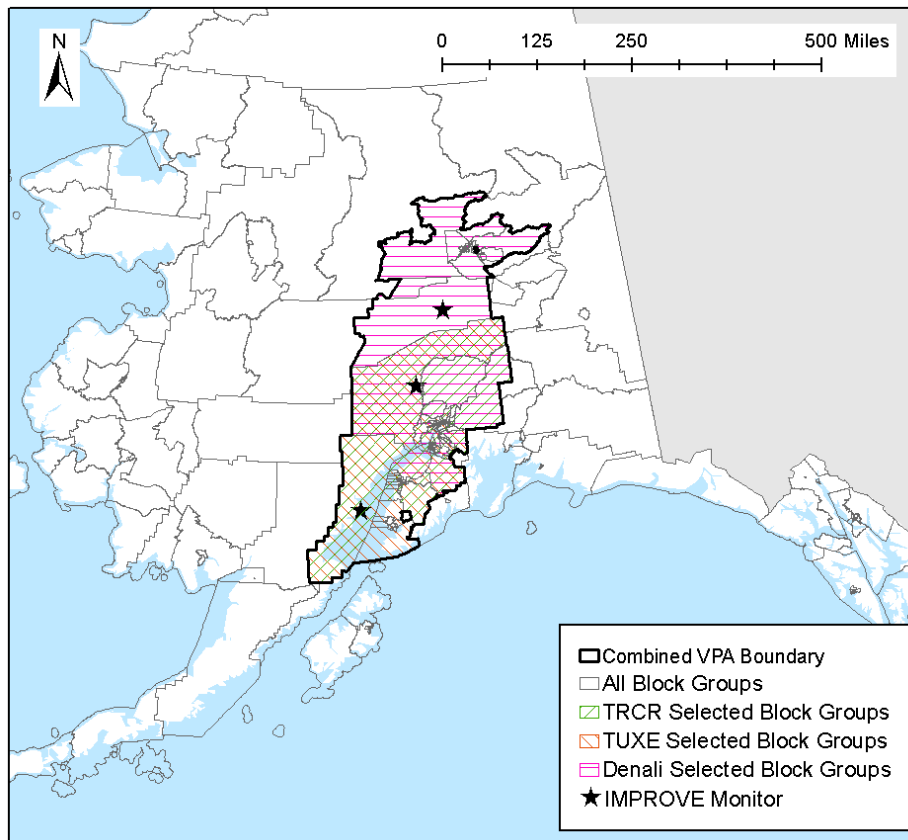 N
0 125 250 500 Miles
Combined VPA Boundary
All Block Groups
TRCR Selected Block Groups
TUXE Selected Block Groups
Denali Selected Block Groups
IMPROVE Monitor